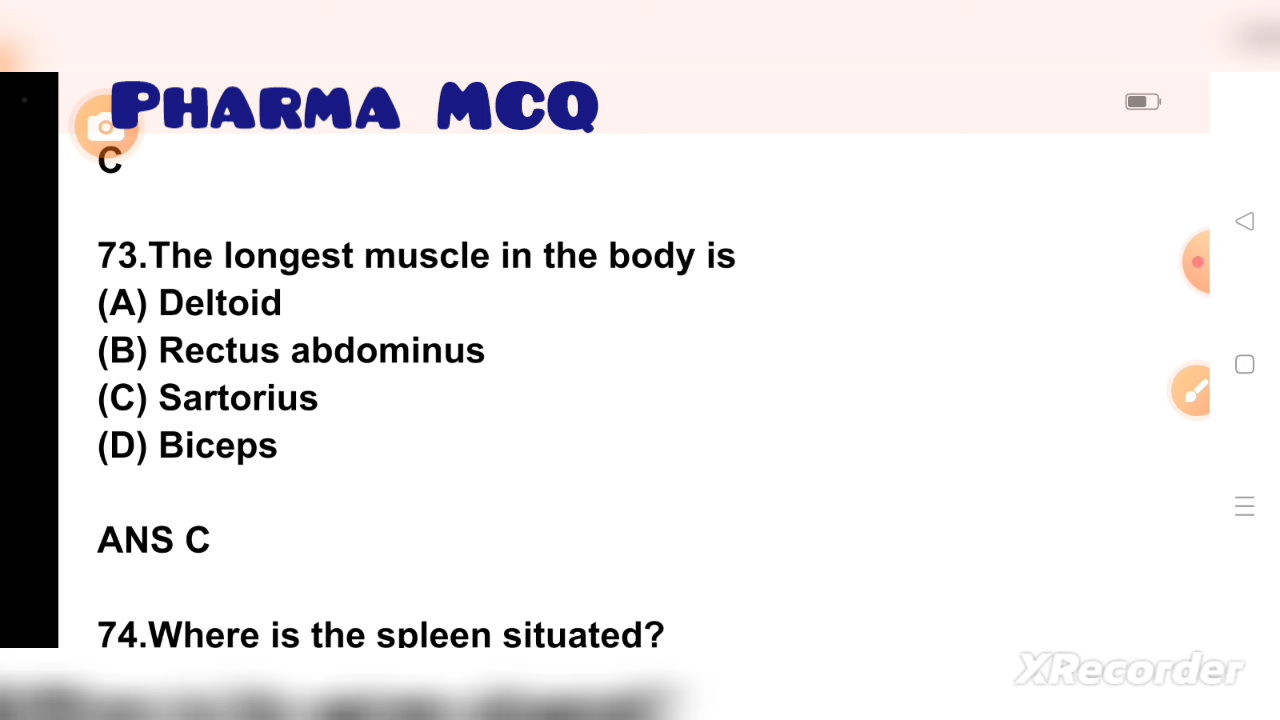 PHARMA MCQ
C
73.The longest muscle in the body is
(A) Deltoid
(B) Rectus abdominus
(C) Sartorius
(D) Biceps
ANS C
74.Where is the spleen situated?
XRecorder